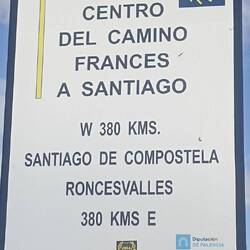 CENTRO
DEL CAMINO
FRANCES
A SANTIAGO
W 380 KMS.
SANTIAGO DE COMPOSTELA
RONCESVALLES
380 KMS E
Diputación
DE PALENCIA